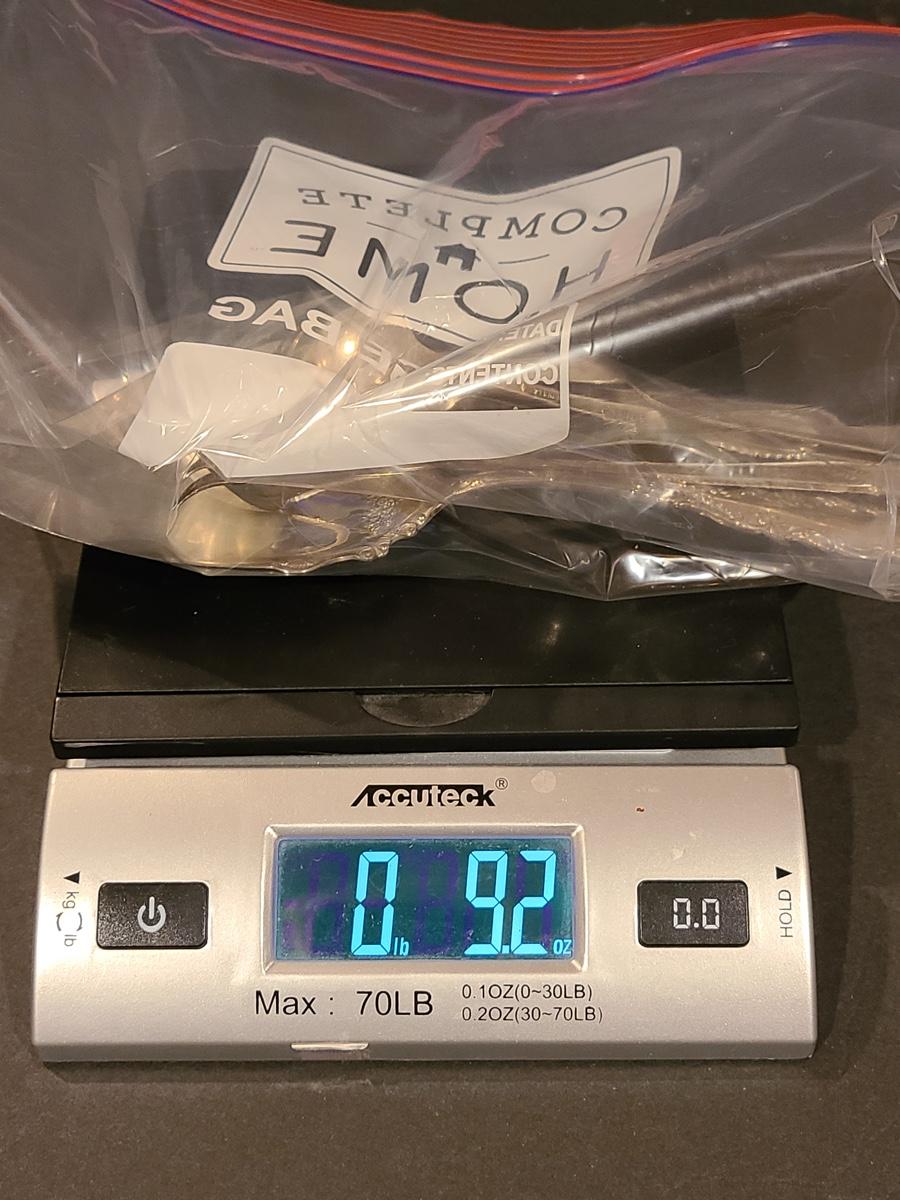 COMPLETE
HOME
BAG
DATE:
CONTENTS
Accuteck®
0 lb 9.2 oz
kg lb
0.0
HOLD
Max : 70LB
0.1OZ(0~30LB)
0.2OZ(30~70LB)